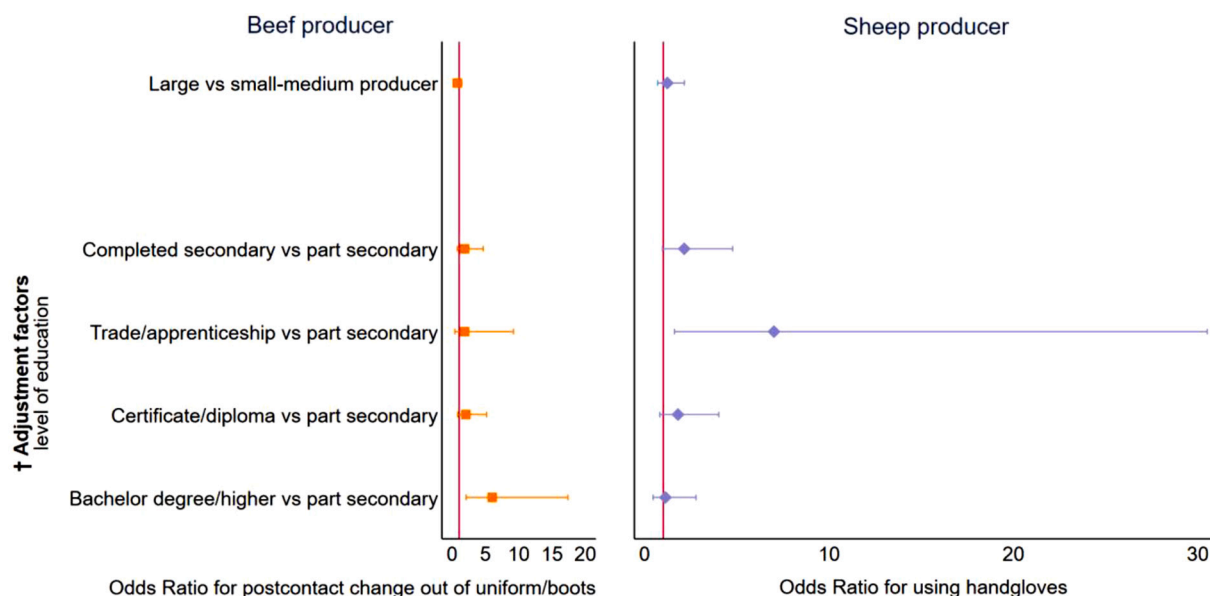 Beef producer
Sheep producer
Large vs small-medium producer
Completed secondary vs part secondary
Trade/apprenticeship vs part secondary
Certificate/diploma vs part secondary
Bachelor degree/higher vs part secondary
† Adjustment factors
level of education
0 5 10 15 20
0 10 20 30
Odds Ratio for postcontact change out of uniform/boots
Odds Ratio for using handgloves